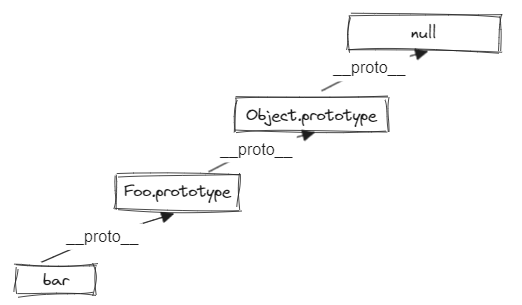 null
__proto__
Object.prototype
__proto__
Foo.prototype
__proto__
bar